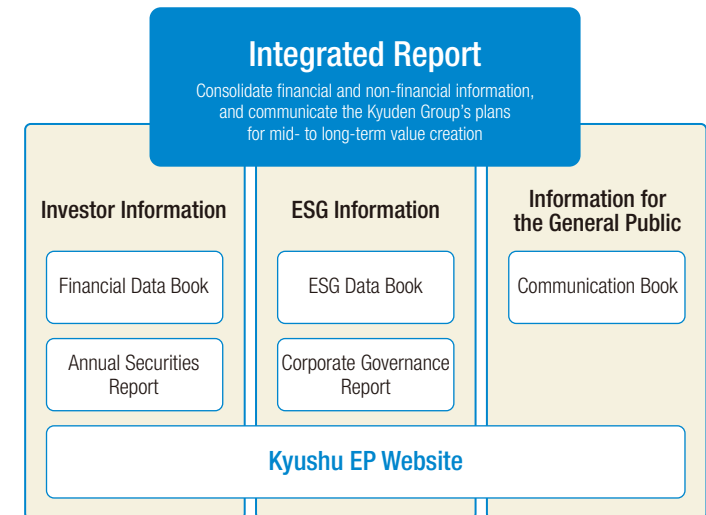 Integrated Report
Consolidate financial and non-financial information,
and communicate the Kyuden Group's plans
for mid- to long-term value creation
Investor Information
Financial Data Book
Annual Securities
Report
ESG Information
ESG Data Book
Corporate Governance
Report
Information for
the General Public
Communication Book
Kyushu EP Website